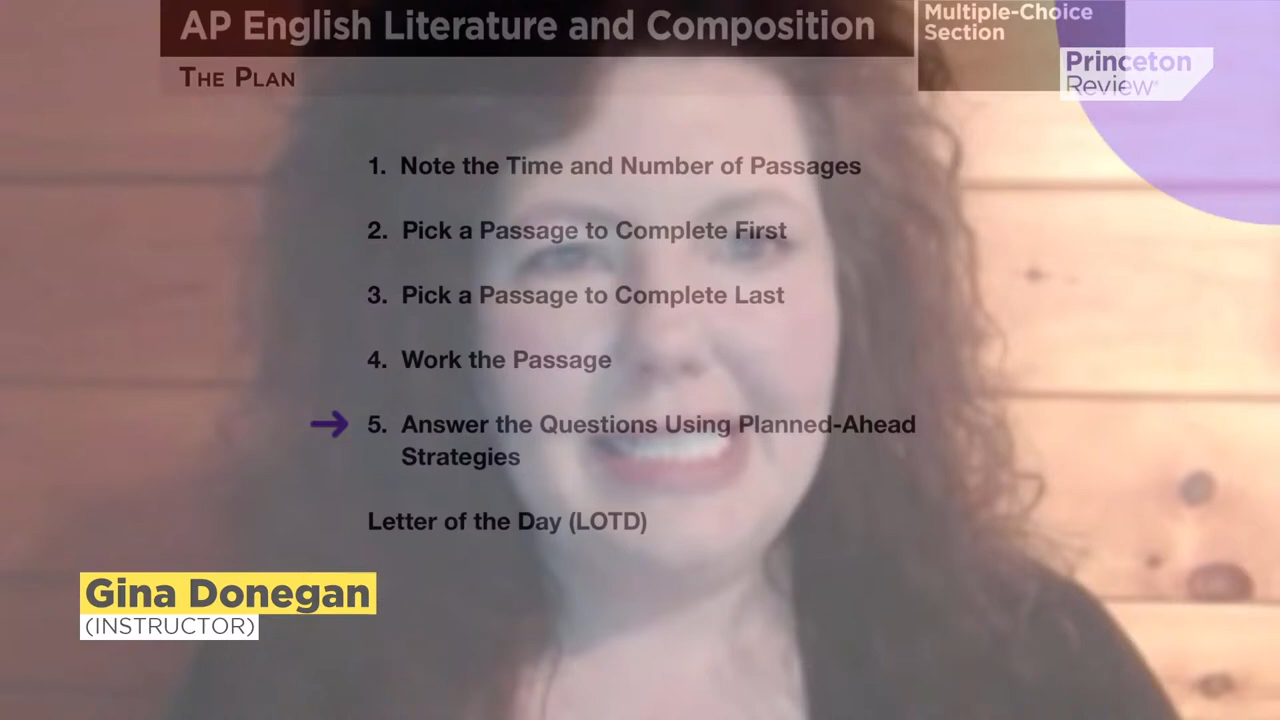 AP English Literature and Composition
Multiple-Choice
Section
Princeton
Review
THE PLAN
1. Note the Time and Number of Passages
2. Pick a Passage to Complete First
3. Pick a Passage to Complete Last
4. Work the Passage
→ 5. Answer the Questions Using Planned-Ahead
Strategies
Letter of the Day (LOTD)
Gina Donegan
(INSTRUCTOR)